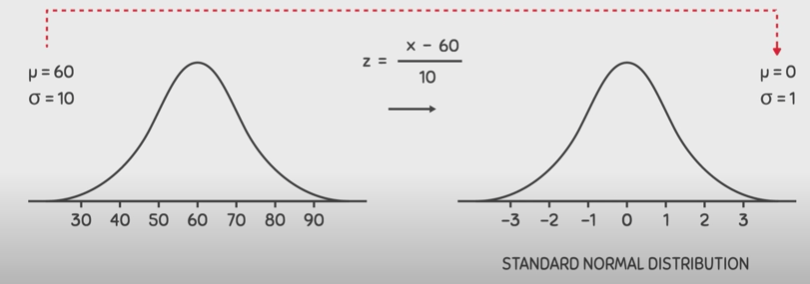 μ = 60
σ = 10
z = x − 60
10
μ = 0
σ = 1
30 40 50 60 70 80 90
−3 −2 −1 0 1 2 3
STANDARD NORMAL DISTRIBUTION